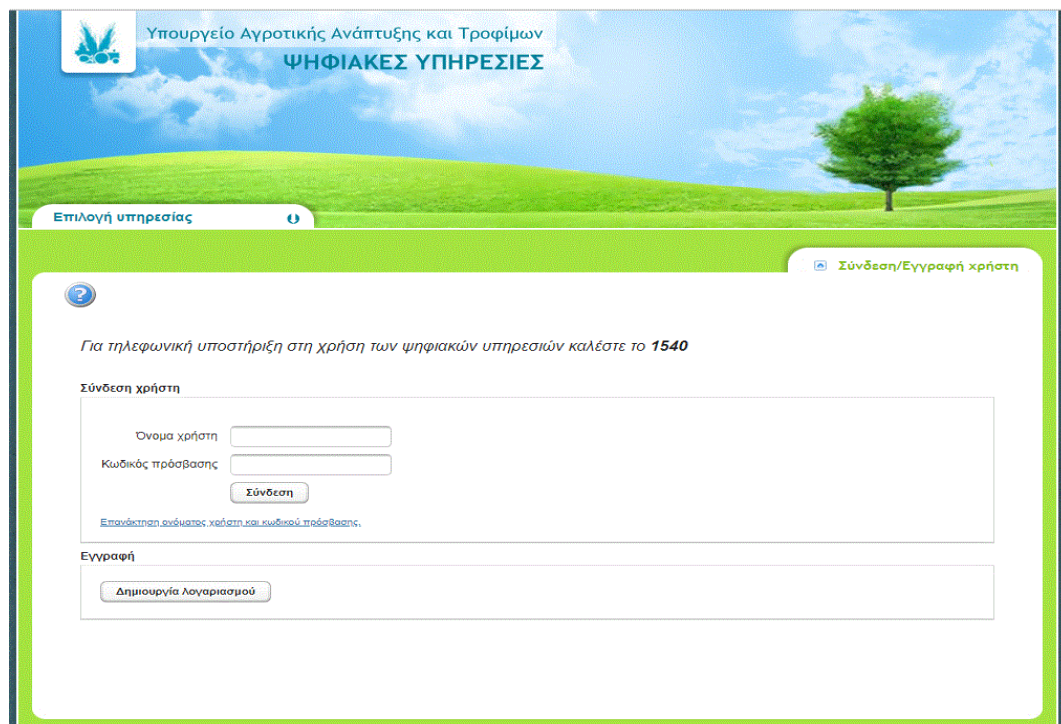 Υπουργείο Αγροτικής Ανάπτυξης και Τροφίμων
ΨΗΦΙΑΚΕΣ ΥΠΗΡΕΣΙΕΣ
Επιλογή υπηρεσίας
Σύνδεση/Εγγραφή χρήστη
Για τηλεφωνική υποστήριξη στη χρήση των ψηφιακών υπηρεσιών καλέστε το 1540
Σύνδεση χρήστη
Όνομα χρήστη
Κωδικός πρόσβασης
Σύνδεση
Επανάκτηση ονόματος χρήστη και κωδικού πρόσβασης.
Εγγραφή
Δημιουργία λογαριασμού